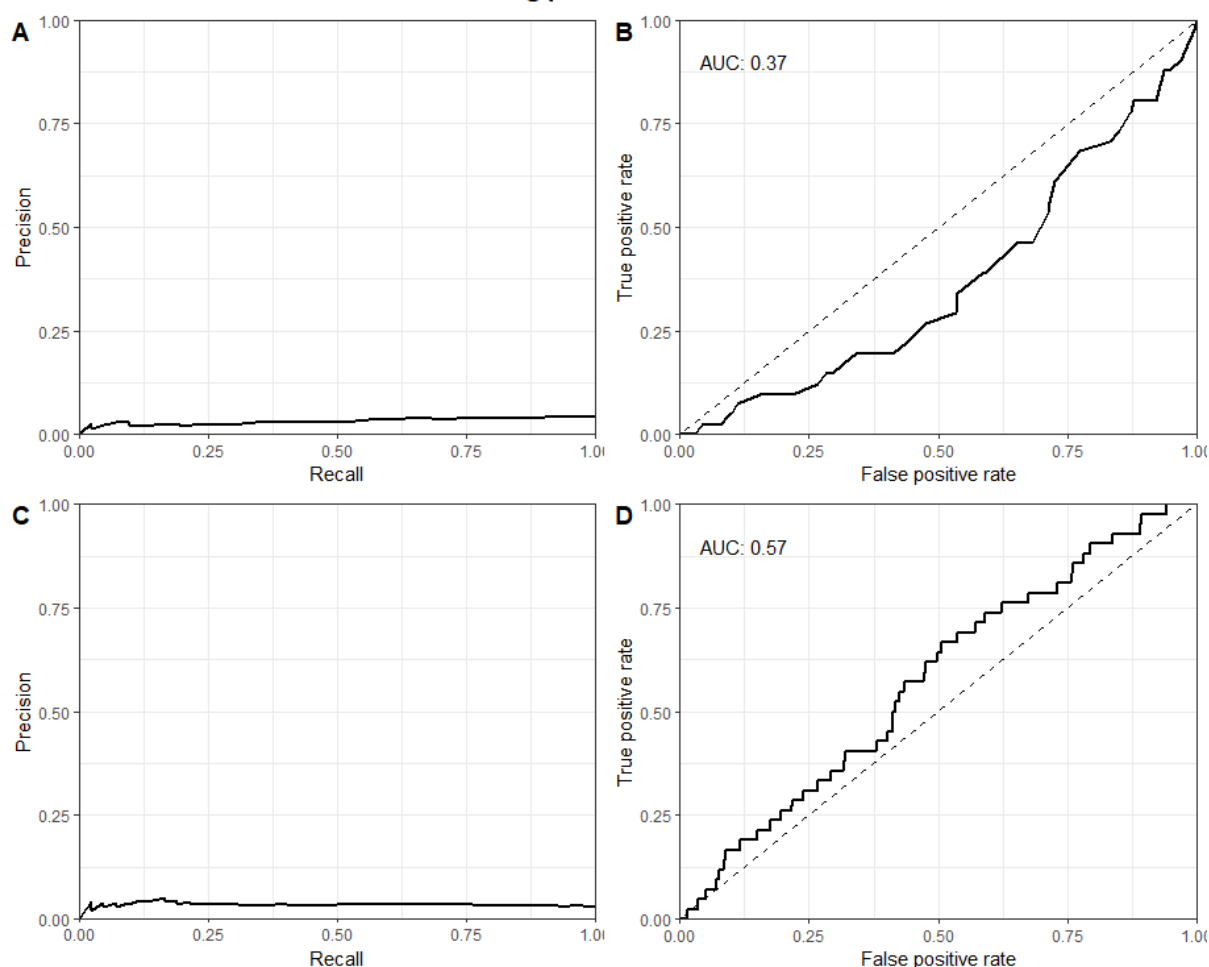 A
1.00
0.75
0.50
0.25
0.00
Precision
0.00 0.25 0.50 0.75
Recall
B
AUC: 0.37
1.00
0.75
0.50
0.25
0.00
True positive rate
0.00 0.25 0.50 0.75 1.00
False positive rate
C
1.00
0.75
0.50
0.25
0.00
Precision
0.00 0.25 0.50 0.75
Recall
D
AUC: 0.57
1.00
0.75
0.50
0.25
0.00
True positive rate
0.00 0.25 0.50 0.75 1.00
False positive rate